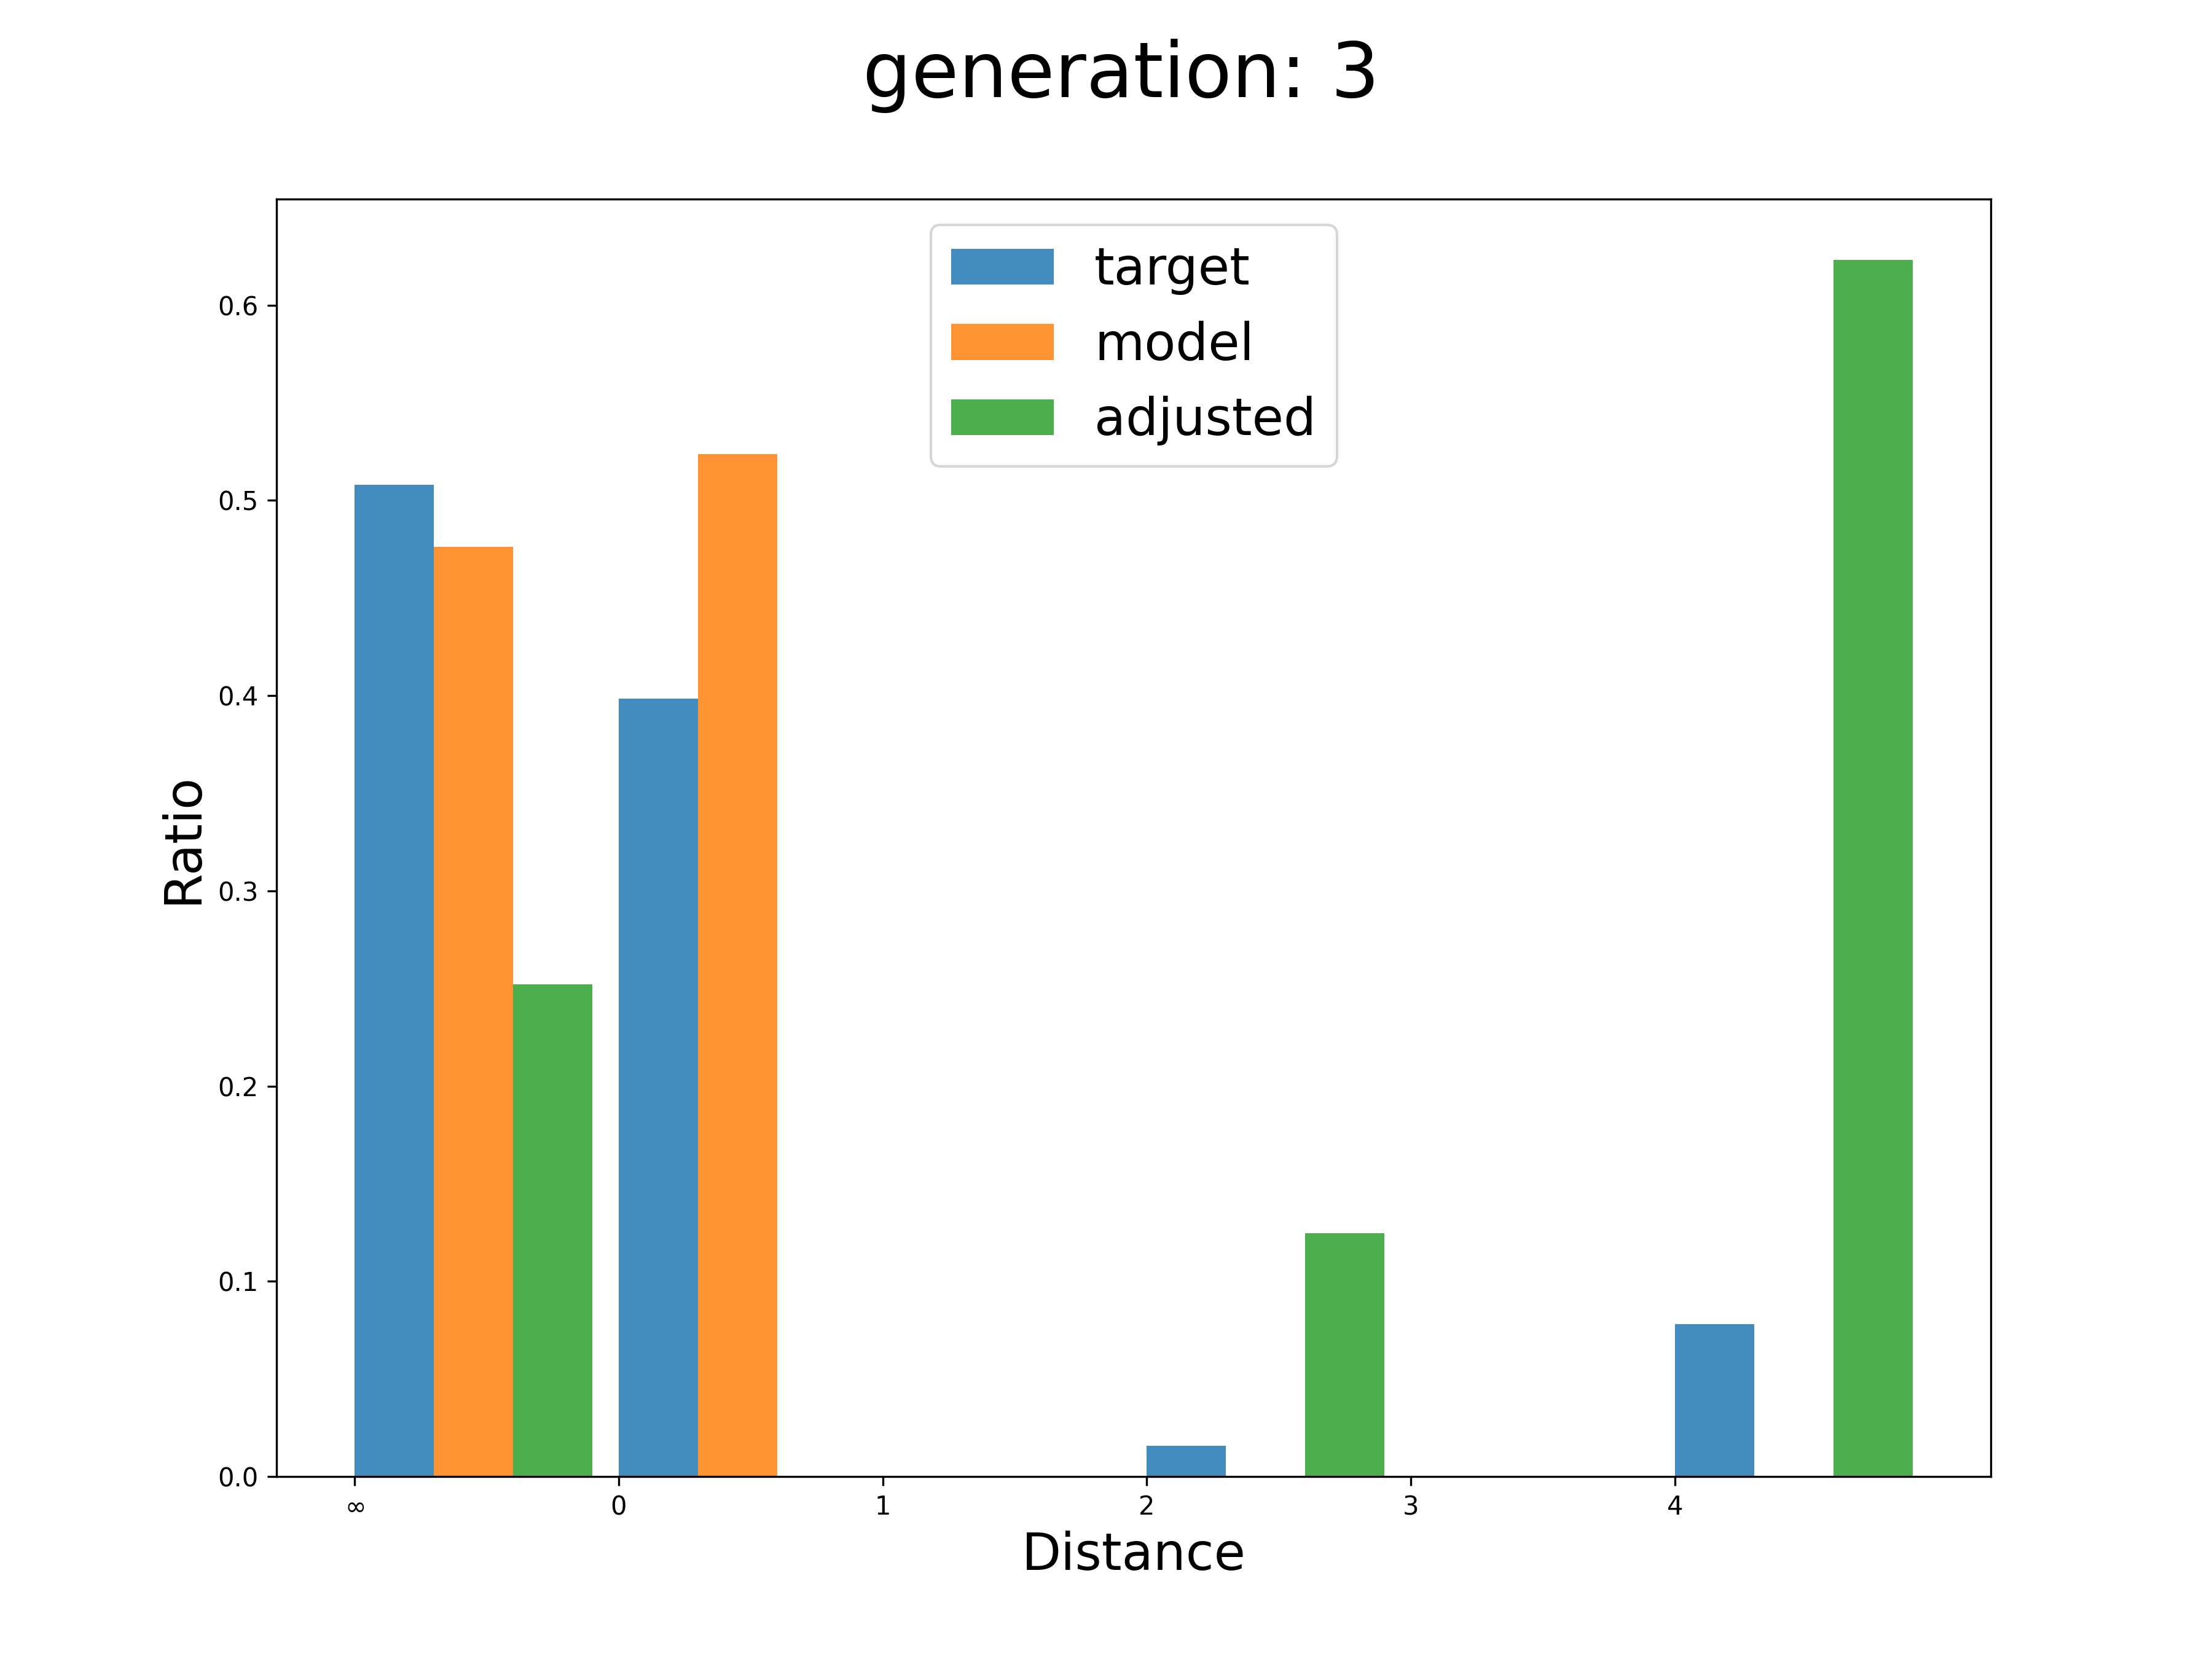 generation: 3
target
model
adjusted
Ratio
0.6
0.5
0.4
0.3
0.2
0.1
0.0
∞ 0 1 2 3 4
Distance